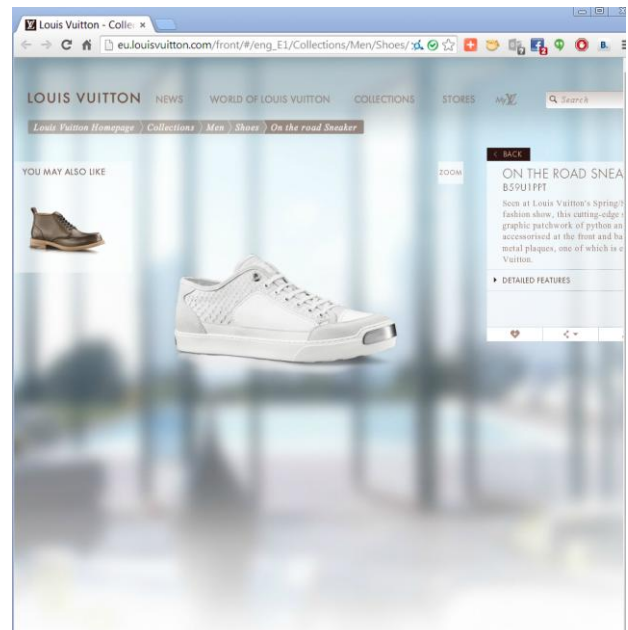 Louis Vuitton - Collec
eu.louisvuitton.com/front/#/eng_E1/Collections/Men/Shoes/
LOUIS VUITTON NEWS WORLD OF LOUIS VUITTON COLLECTIONS STORES My LV Search
Louis Vuitton Homepage Collections Men Shoes On the road Sneaker
BACK
YOU MAY ALSO LIKE
ZOOM
ON THE ROAD SNEA
B59U1PPT
Seen at Louis Vuitton's Spring/
fashion show, this cutting-edge
graphic patchwork of python an
accessorised at the front and ba
metal plaques, one of which is e
Vuitton.
DETAILED FEATURES